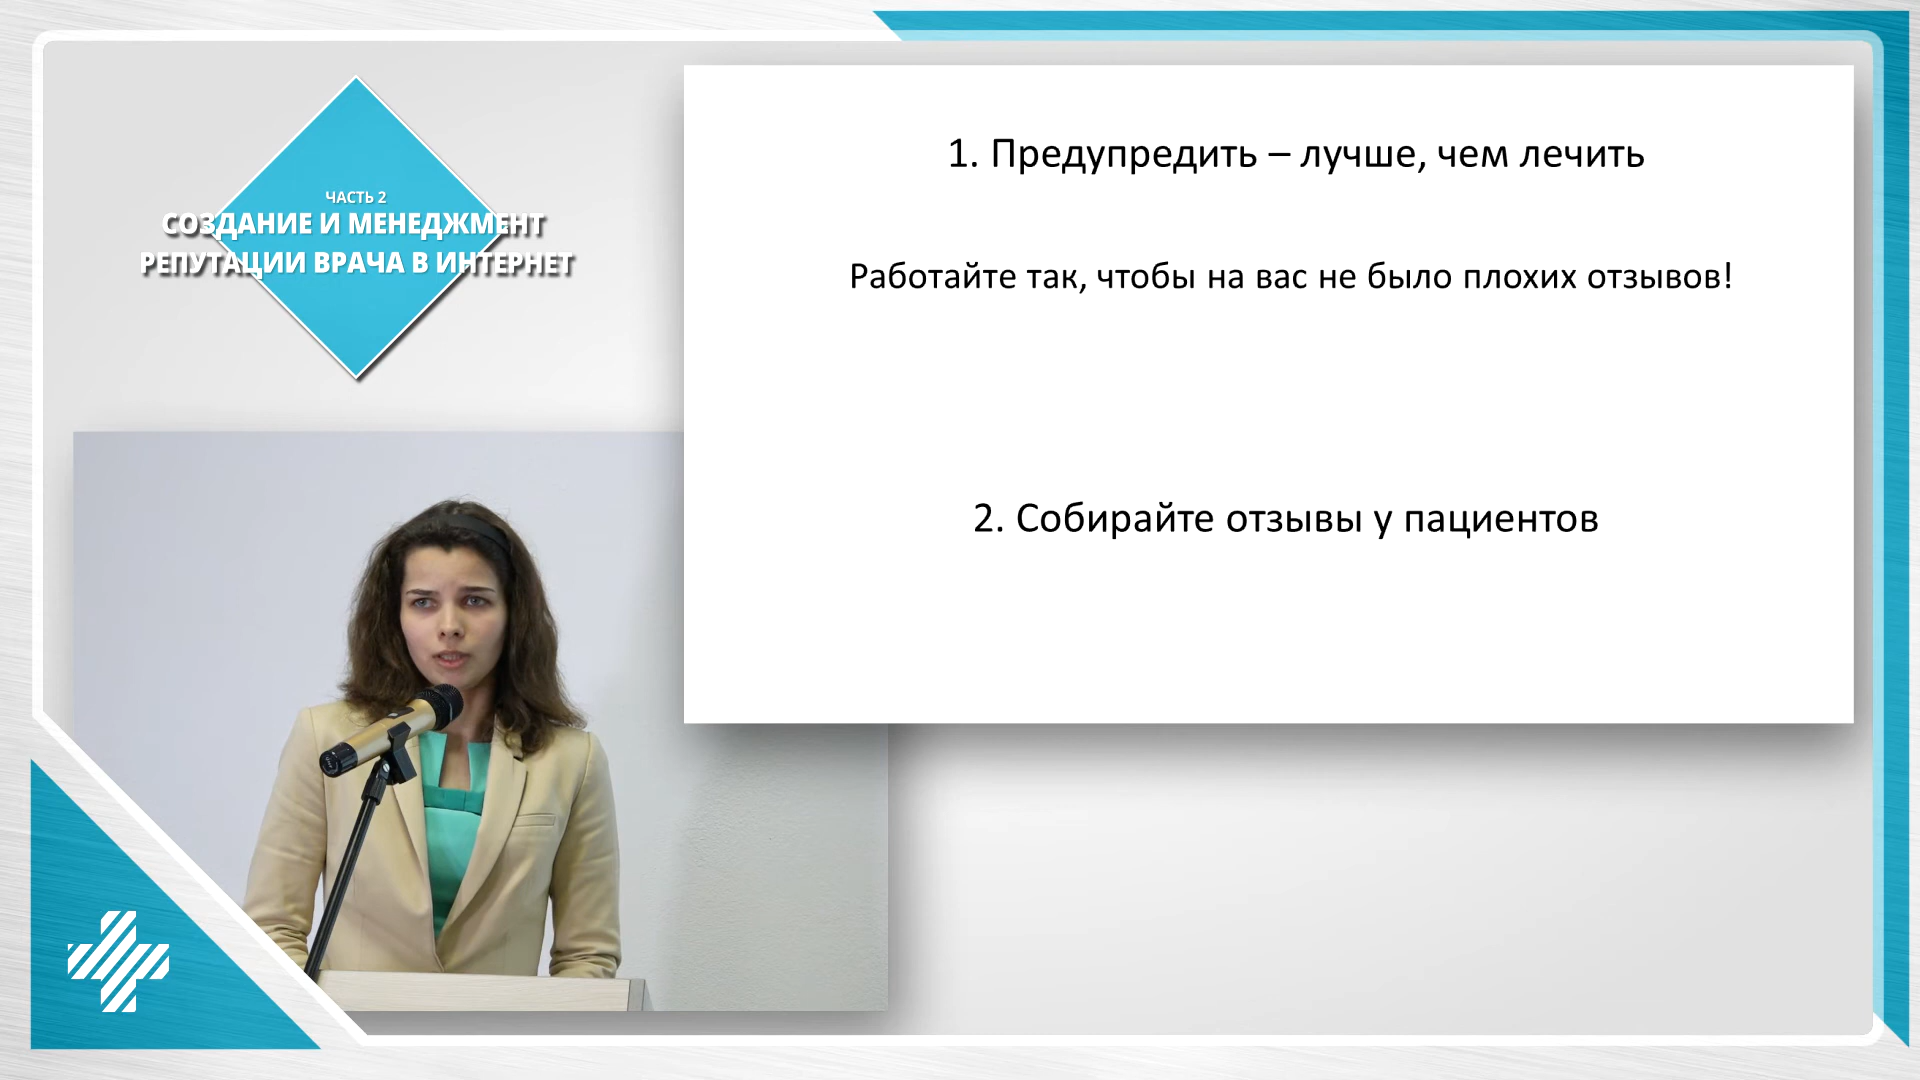 ЧАСТЬ 2
СОЗДАНИЕ И МЕНЕДЖМЕНТ
РЕПУТАЦИИ ВРАЧА В ИНТЕРНЕТ
1. Предупредить – лучше, чем лечить
Работайте так, чтобы на вас не было плохих отзывов!
2. Собирайте отзывы у пациентов